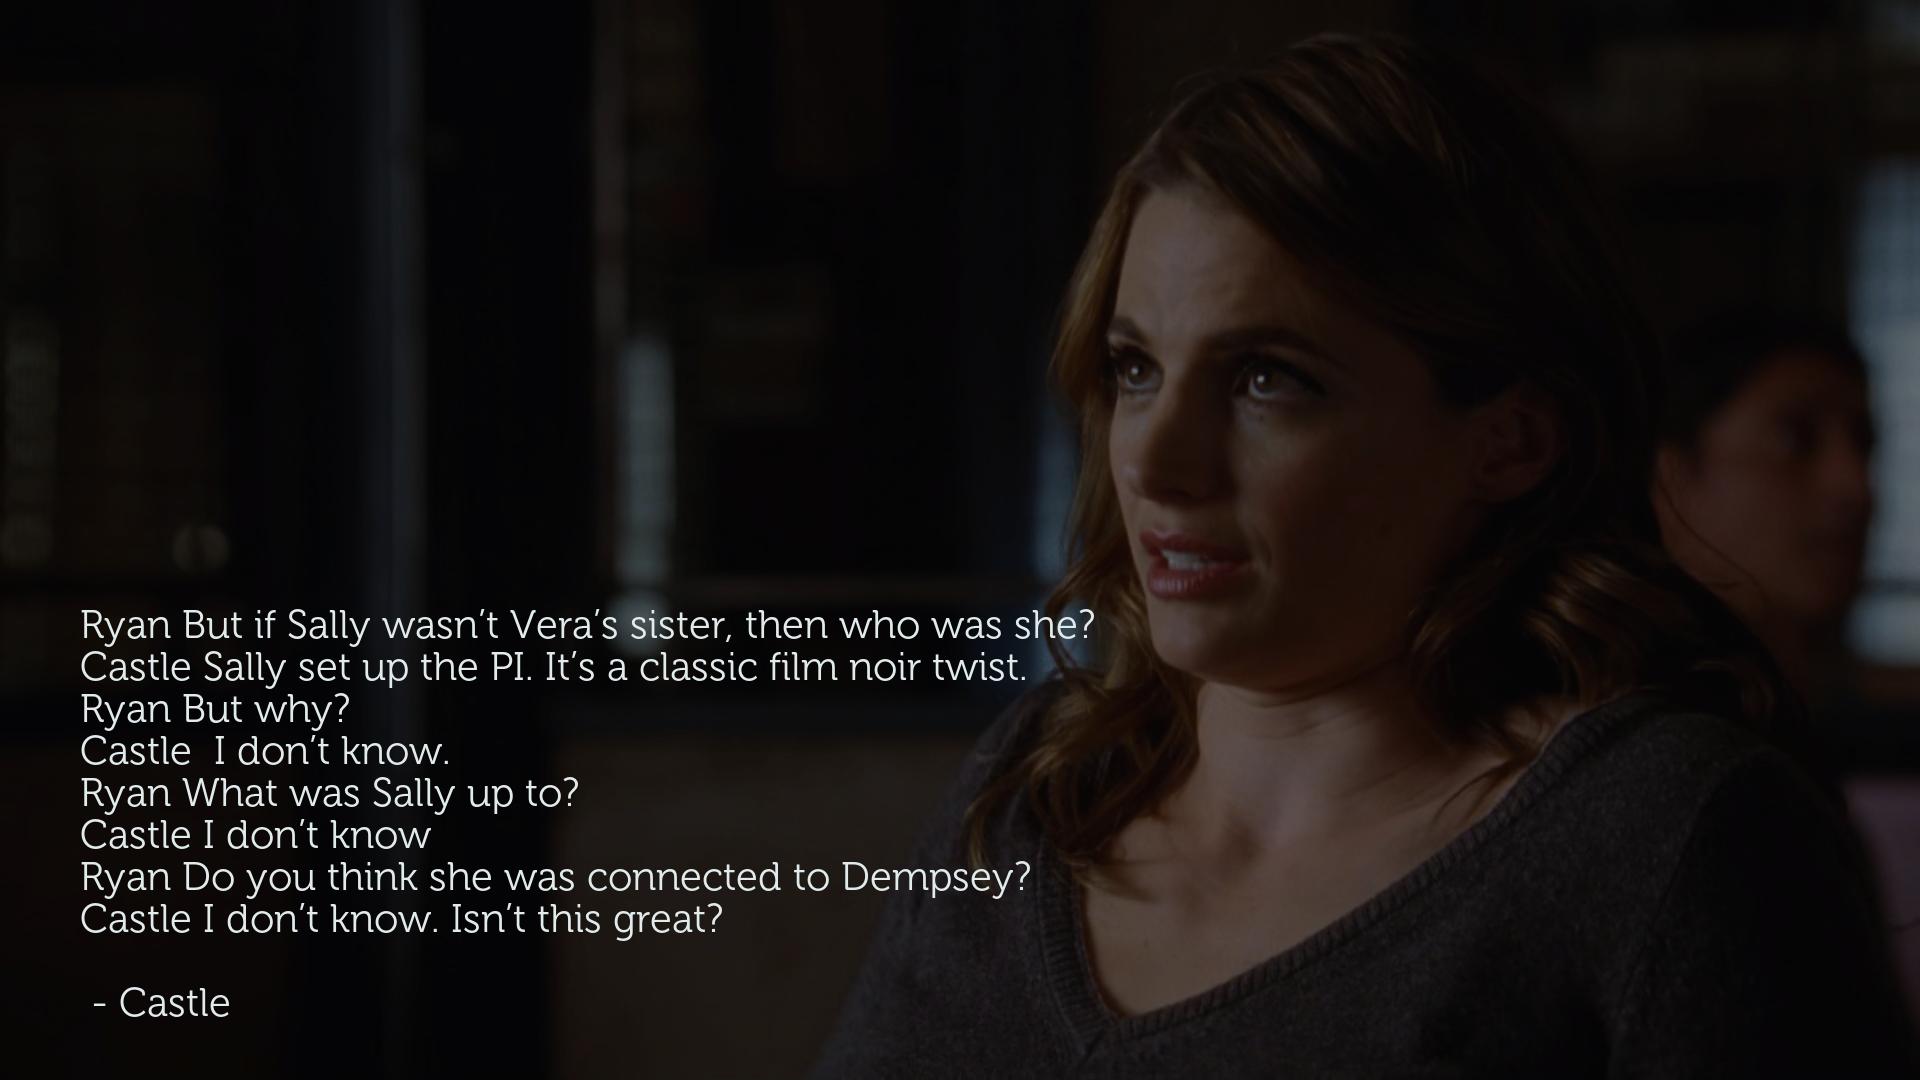 Ryan But if Sally wasn’t Vera’s sister, then who was she?
Castle Sally set up the PI. It’s a classic film noir twist.
Ryan But why?
Castle  I don’t know.
Ryan What was Sally up to?
Castle I don’t know
Ryan Do you think she was connected to Dempsey?
Castle I don’t know. Isn’t this great?
- Castle